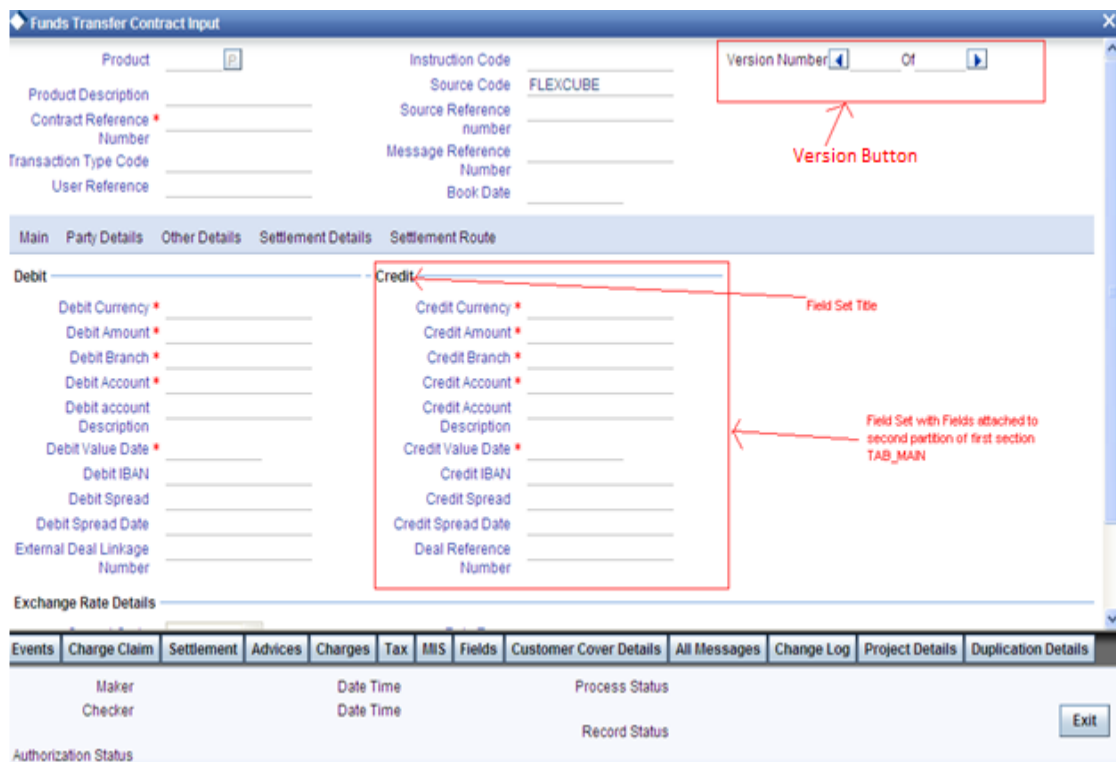 Funds Transfer Contract Input
Product P
Instruction Code
Version Number Of
Product Description
Source Code FLEXCUBE
Contract Reference *
Number
Source Reference
number
Transaction Type Code
Message Reference
Number
User Reference
Book Date
Version Button
Main Party Details Other Details Settlement Details Settlement Route
Debit
Credit
Field Set Title
Debit Currency *
Credit Currency *
Debit Amount *
Credit Amount *
Debit Branch *
Credit Branch *
Debit Account *
Credit Account *
Debit account
Description
Credit Account
Description
Field Set with Fields attached to
second partition of first section
TAB_MAIN
Debit Value Date *
Credit Value Date *
Debit IBAN
Credit IBAN
Debit Spread
Credit Spread
Debit Spread Date
Credit Spread Date
External Deal Linkage
Number
Deal Reference
Number
Exchange Rate Details
Events Charge Claim Settlement Advices Charges Tax MIS Fields Customer Cover Details All Messages Change Log Project Details Duplication Details
Maker Date Time Process Status
Checker Date Time
Record Status
Exit
Authorization Status